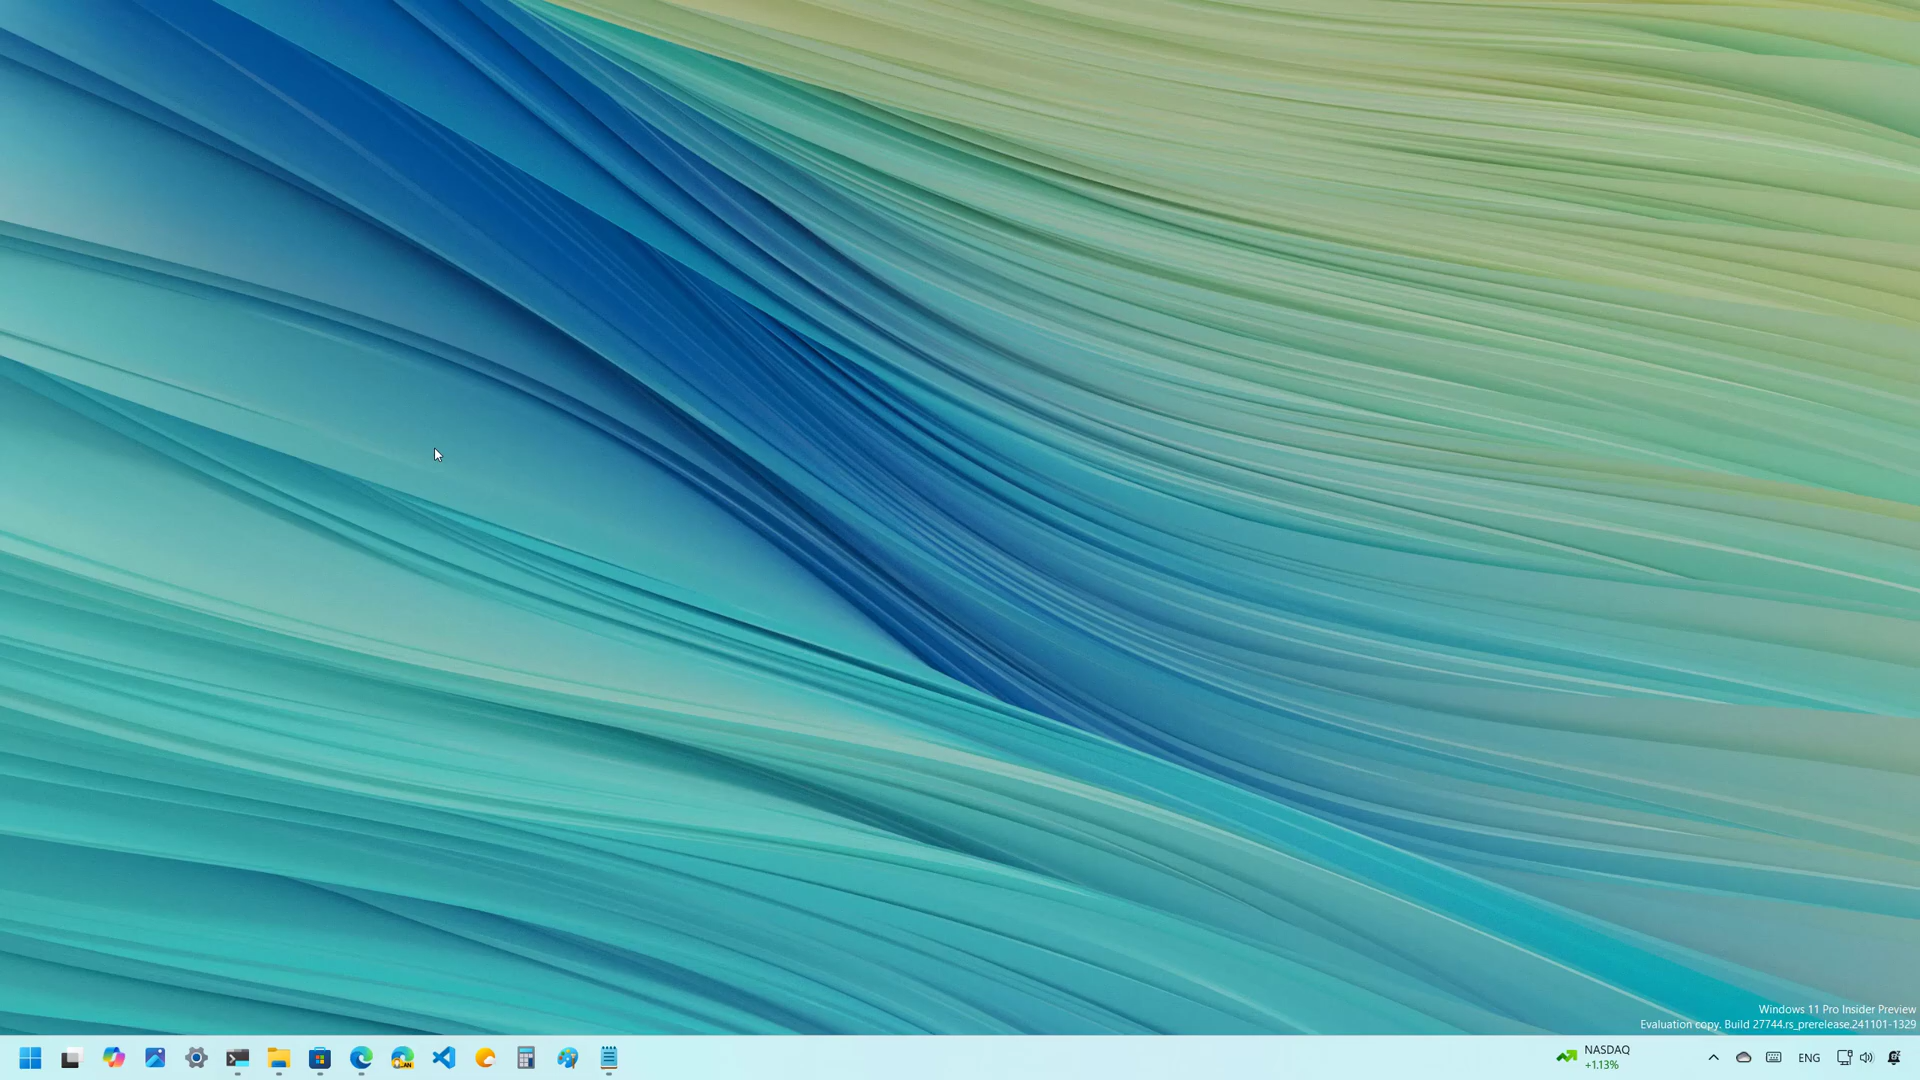 Windows 11 Pro Insider Preview
Evaluation copy. Build 27744.rs_prerelease.241101-1329
NASDAQ
+1.13%
ENG